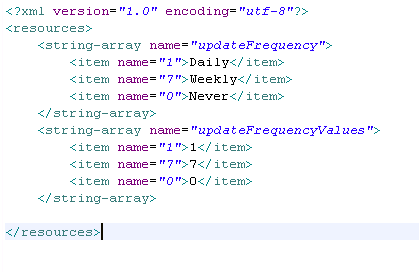 <?xml version="1.0" encoding="utf-8"?>
<resources>
    <string-array name="updateFrequency">
        <item name="1">Daily</item>
        <item name="7">Weekly</item>
        <item name="0">Never</item>
    </string-array>
    <string-array name="updateFrequencyValues">
        <item name="1">1</item>
        <item name="7">7</item>
        <item name="0">0</item>
    </string-array>

</resources>